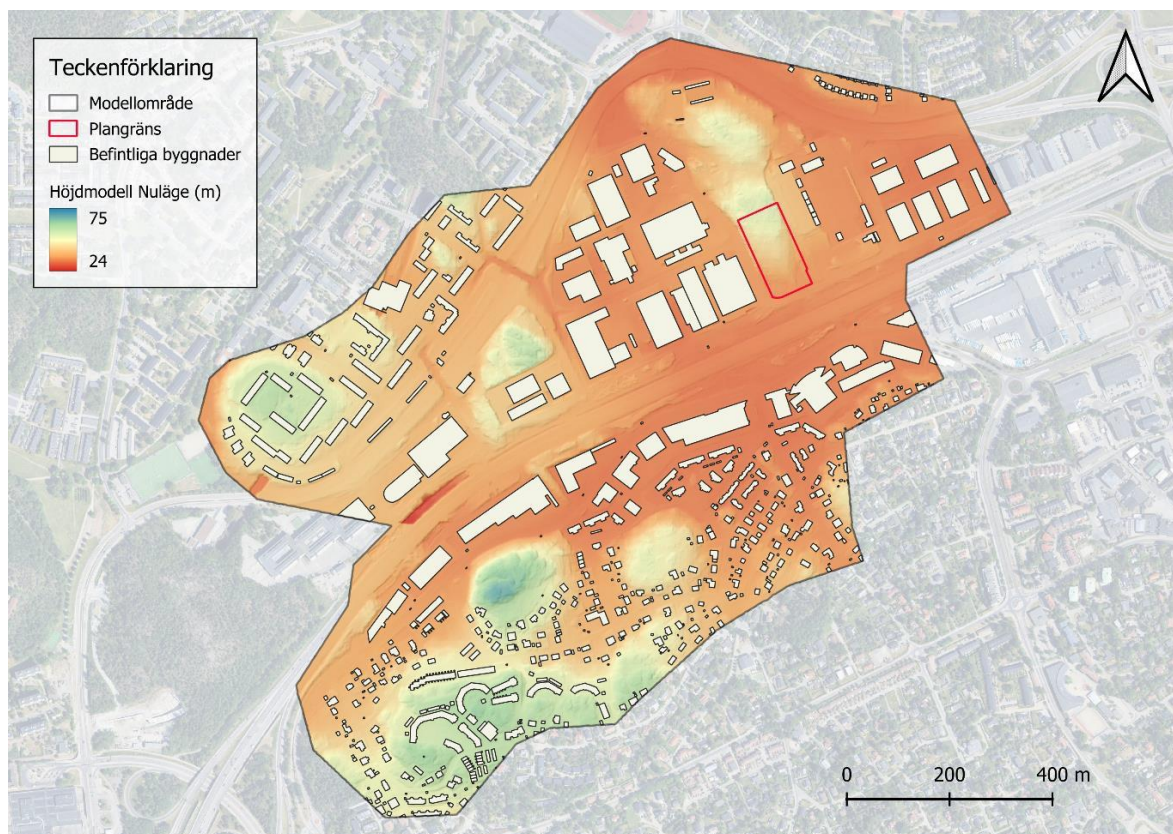 Teckenförklaring
Modellområde
Plangräns
Befintliga byggnader
Höjdmodell Nuläge (m)
75
24
0 200 400 m